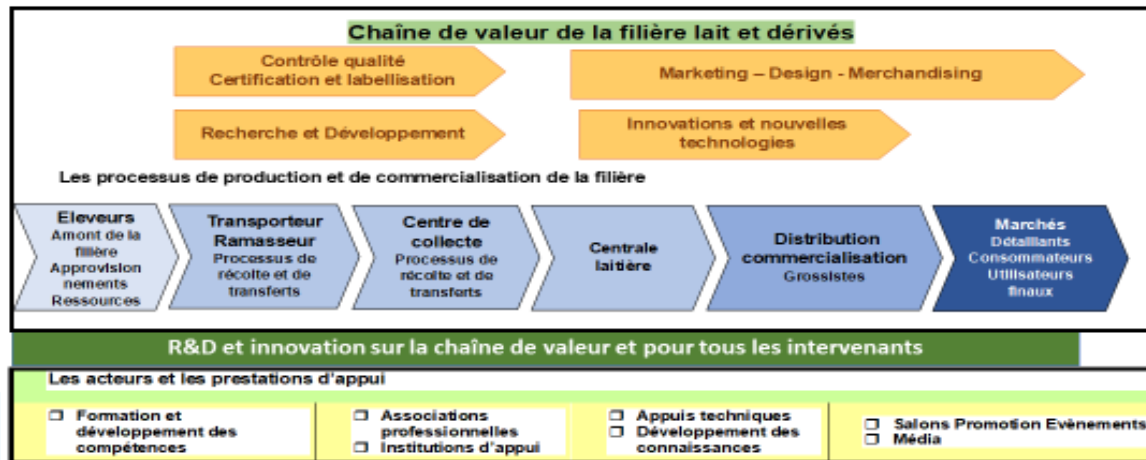 Chaîne de valeur de la filière lait et dérivés
Contrôle qualité
Certification et labellisation
Marketing – Design - Merchandising
Recherche et Développement
Innovations et nouvelles
technologies
Les processus de production et de commercialisation de la filière
Eleveurs
Amont de la
filière
Approvision
nements
Ressources
Transporteur
Ramasseur
Processus de
récolte et de
transferts
Centre de
collecte
Processus de
récolte et de
transferts
Centrale
laitière
Distribution
commercialisation
Grossistes
Marchés
Détaillants
Consommateurs
Utilisateurs
finaux
R&D et innovation sur la chaîne de valeur et pour tous les intervenants
Les acteurs et les prestations d'appui
❐ Formation et
développement des
compétences
❐ Associations
professionnelles
❐ Institutions d'appui
❐ Appuis techniques
❐ Développement des
connaissances
❐ Salons Promotion Evènements
❐ Média